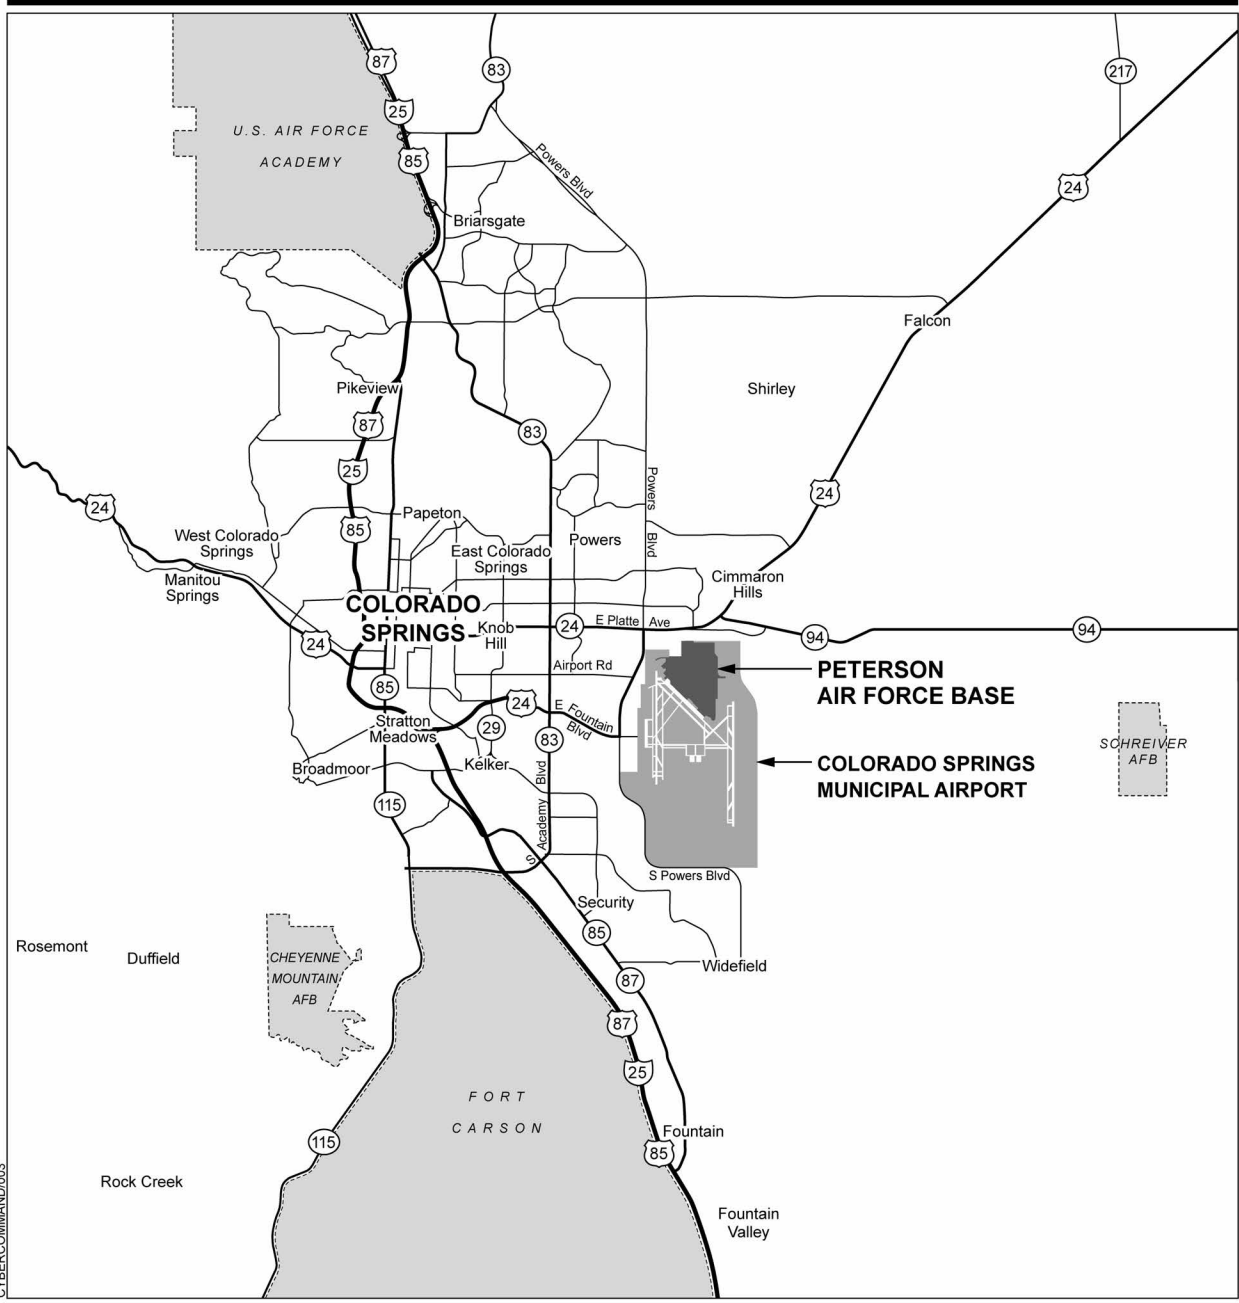 87
83
217
25
U.S. AIR FORCE
ACADEMY
85
Powers Blvd
24
Briarsgate
Falcon
Pikeview
Shirley
87
83
25
Powers
24
24
Papeton
85
West Colorado
Springs
East Colorado
Springs
Powers
Blvd
Manitou
Springs
Cimmaron
Hills
COLORADO
SPRINGS
Knob
Hill
24
E Platte Ave
94
94
24
Airport Rd
PETERSON
AIR FORCE BASE
85
24
E Fountain
Blvd
Stratton
Meadows
29
83
SCHREIVER
AFB
Broadmoor
Kelker
COLORADO SPRINGS
MUNICIPAL AIRPORT
115
S Academy Blvd
S Powers Blvd
Security
85
Rosemont
Duffield
CHEYENNE
MOUNTAIN
AFB
Widefield
87
87
25
FORT
CARSON
115
Fountain
85
Rock Creek
Fountain
Valley